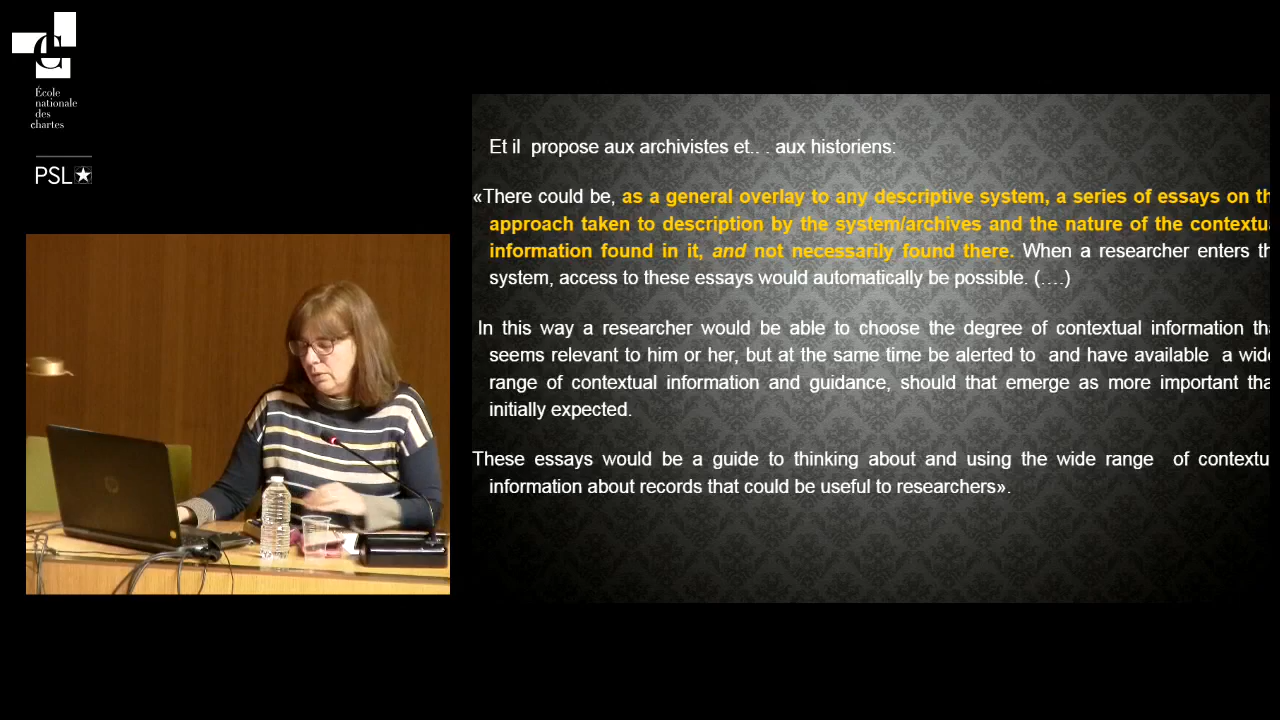 École
nationale
des
chartes
PSL
Et il propose aux archivistes et.. . aux historiens:
«There could be, as a general overlay to any descriptive system, a series of essays on th
approach taken to description by the system/archives and the nature of the contextu
information found in it, and not necessarily found there. When a researcher enters th
system, access to these essays would automatically be possible. (….)
In this way a researcher would be able to choose the degree of contextual information tha
seems relevant to him or her, but at the same time be alerted to and have available a wide
range of contextual information and guidance, should that emerge as more important tha
initially expected.
These essays would be a guide to thinking about and using the wide range of contextu
information about records that could be useful to researchers».